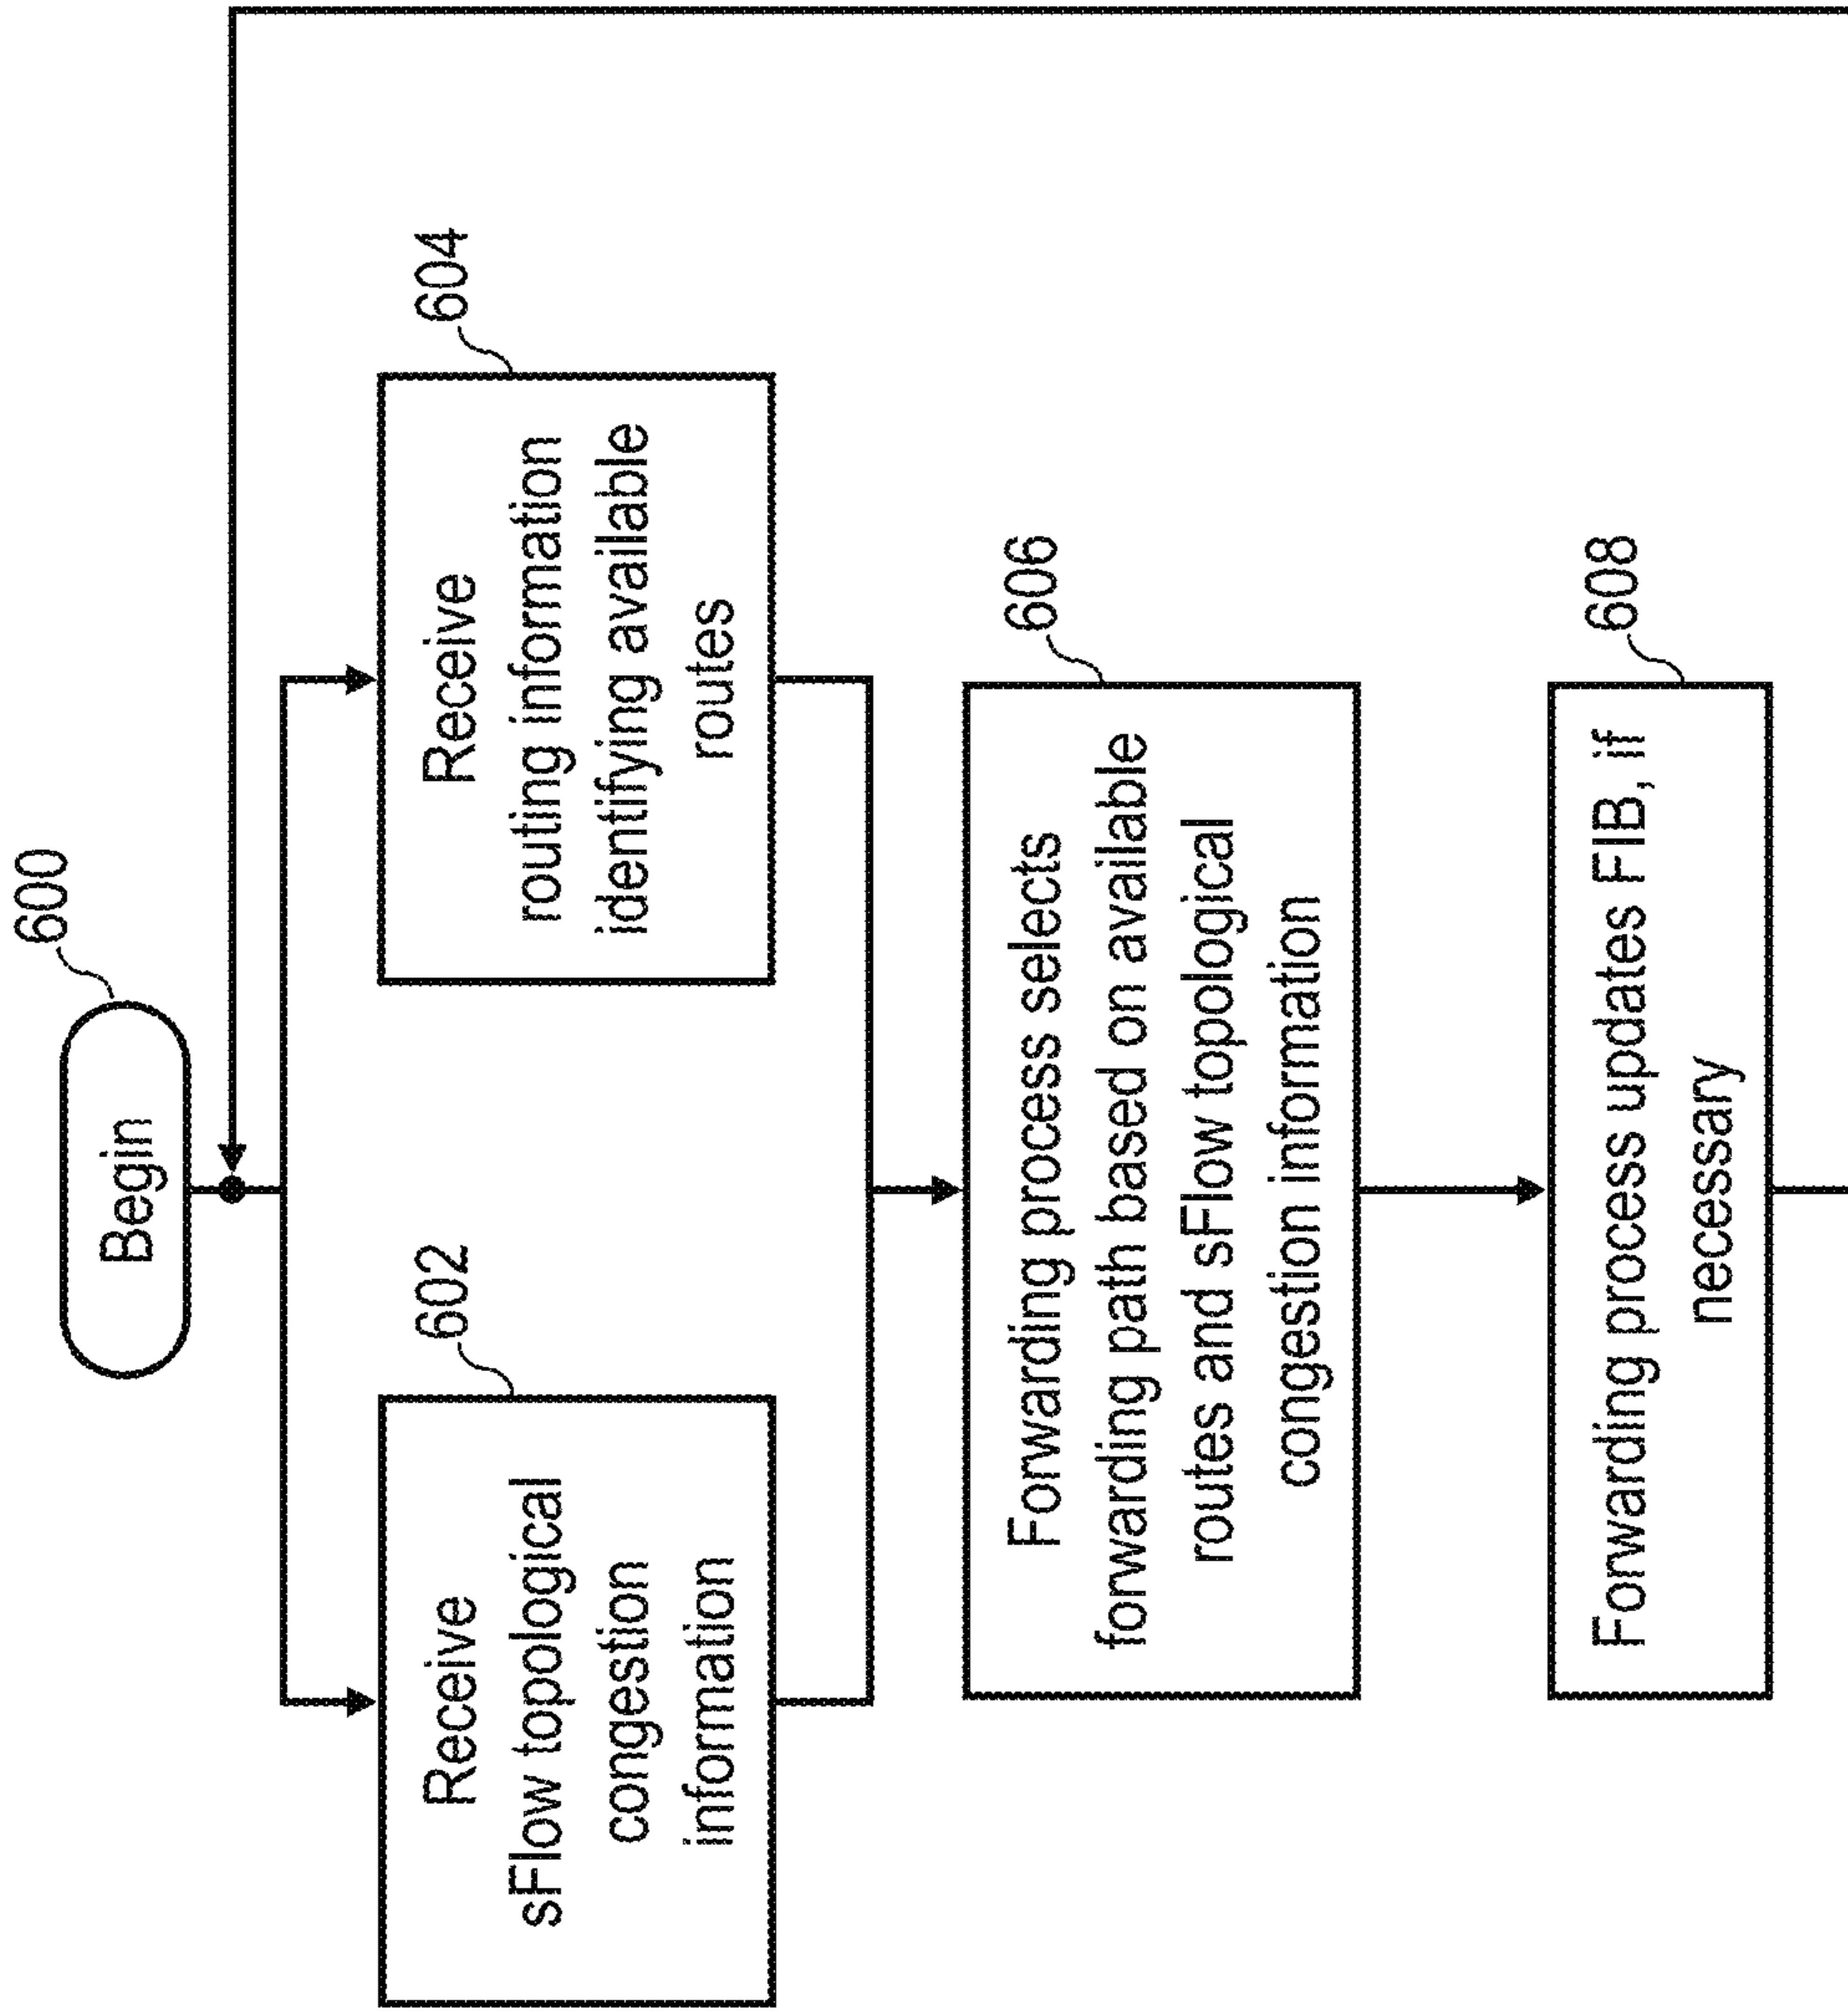 600
Begin
602
Receive
sFlow topological
congestion
information
604
Receive
routing information
identifying available
routes
606
Forwarding process selects
forwarding path based on available
routes and sFlow topological
congestion information
608
Forwarding process updates FIB, if
necessary